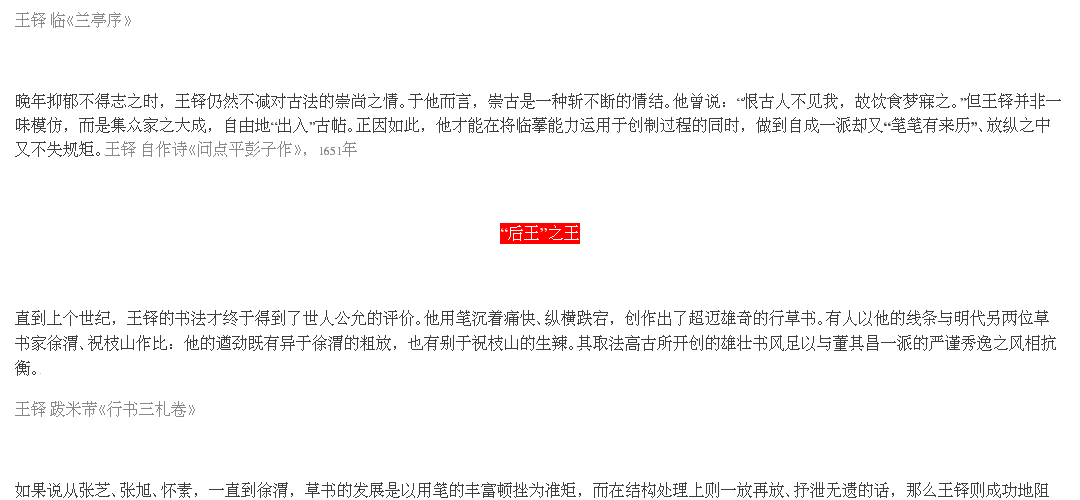 王铎 临《兰亭序》
晚年抑郁不得志之时，王铎仍然不减对古法的崇尚之情。于他而言，崇古是一种斩不断的情结。他曾说：“恨古人不见我，故饮食梦寐之。”但王铎并非一
味模仿，而是集众家之大成，自由地“出入”古帖。正因如此，他才能在将临摹能力运用于创制过程的同时，做到自成一派却又“笔笔有来历”、放纵之中
又不失规矩。王铎 自作诗《问点平彭子作》，1651年
“后王”之王
直到上个世纪，王铎的书法才终于得到了世人公允的评价。他用笔沉着痛快、纵横跌宕，创作出了超迈雄奇的行草书。有人以他的线条与明代另两位草
书家徐渭、祝枝山作比：他的遒劲既有异于徐渭的粗放，也有别于祝枝山的生辣。其取法高古所开创的雄壮书风足以与董其昌一派的严谨秀逸之风相抗
衡。
王铎 跋米芾《行书三札卷》
如果说从张芝、张旭、怀素，一直到徐渭，草书的发展是以用笔的丰富顿挫为准矩，而在结构处理上则一放再放、抒泄无遗的话，那么王铎则成功地阻